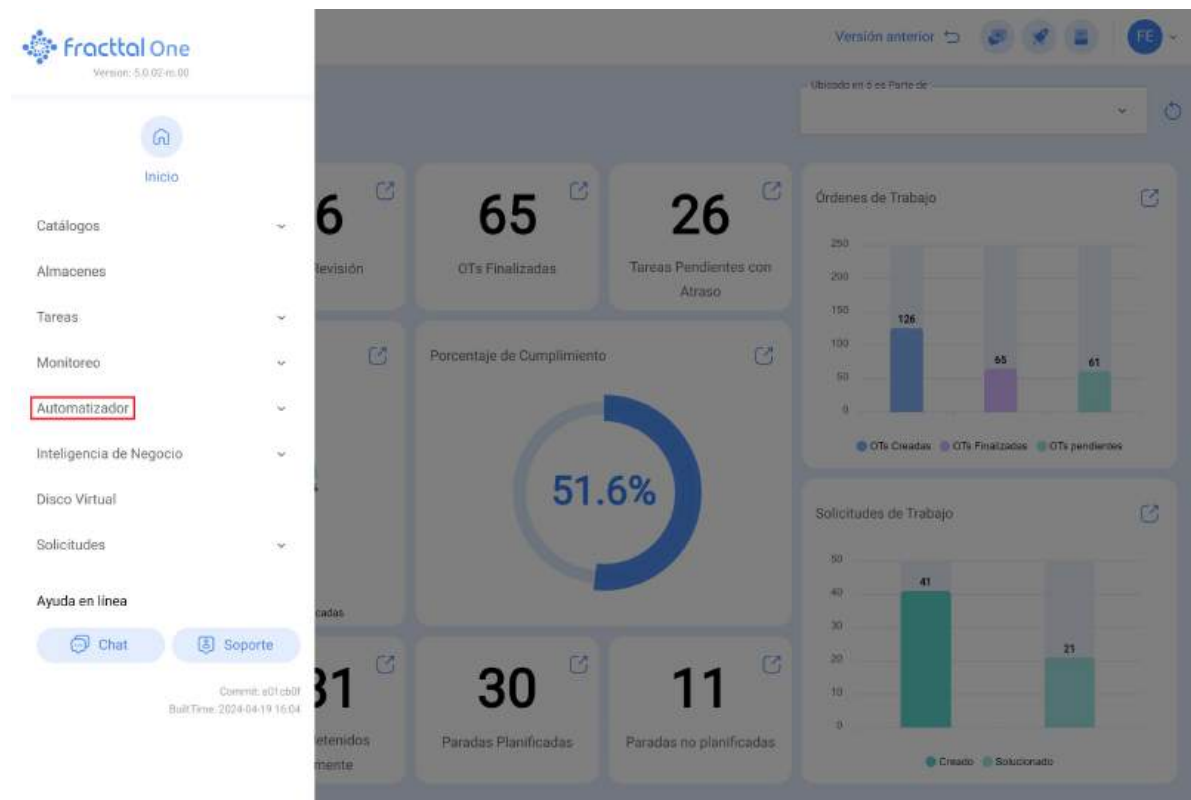 fracttal One
Version: 5.0.02-rc.00
Inicio
Catálogos
Almacenes
Tareas
Monitoreo
Automatizador
Inteligencia de Negocio
Disco Virtual
Solicitudes
Ayuda en línea
Chat
Soporte
Commit: a01cb0f
BuiltTime: 2024-04-19 16:04
Versión anterior
FE
Ubicado en ó es Parte de
6
65
OTs Finalizadas
26
Tareas Pendientes con
Atraso
Porcentaje de Cumplimiento
51.6%
cadas
31
etenidos
mente
30
Paradas Planificadas
11
Paradas no planificadas
Órdenes de Trabajo
250
200
150
100
50
0
126
65
61
OTs Creadas
OTs Finalizadas
OTs pendientes
Solicitudes de Trabajo
50
40
30
20
10
0
41
21
Creado
Solucionado